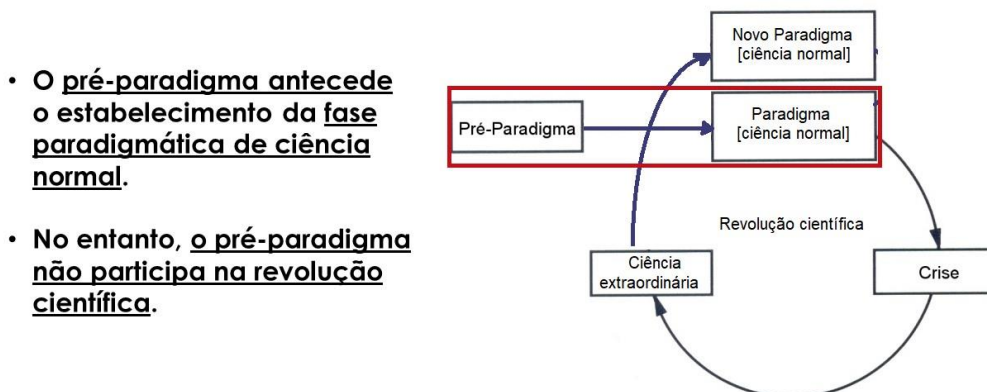 • O pré-paradigma antecede
o estabelecimento da fase
paradigmática de ciência
normal.
• No entanto, o pré-paradigma
não participa na revolução
científica.
Novo Paradigma
[ciência normal]
Pré-Paradigma
Paradigma
[ciência normal]
Revolução científica
Ciência
extraordinária
Crise